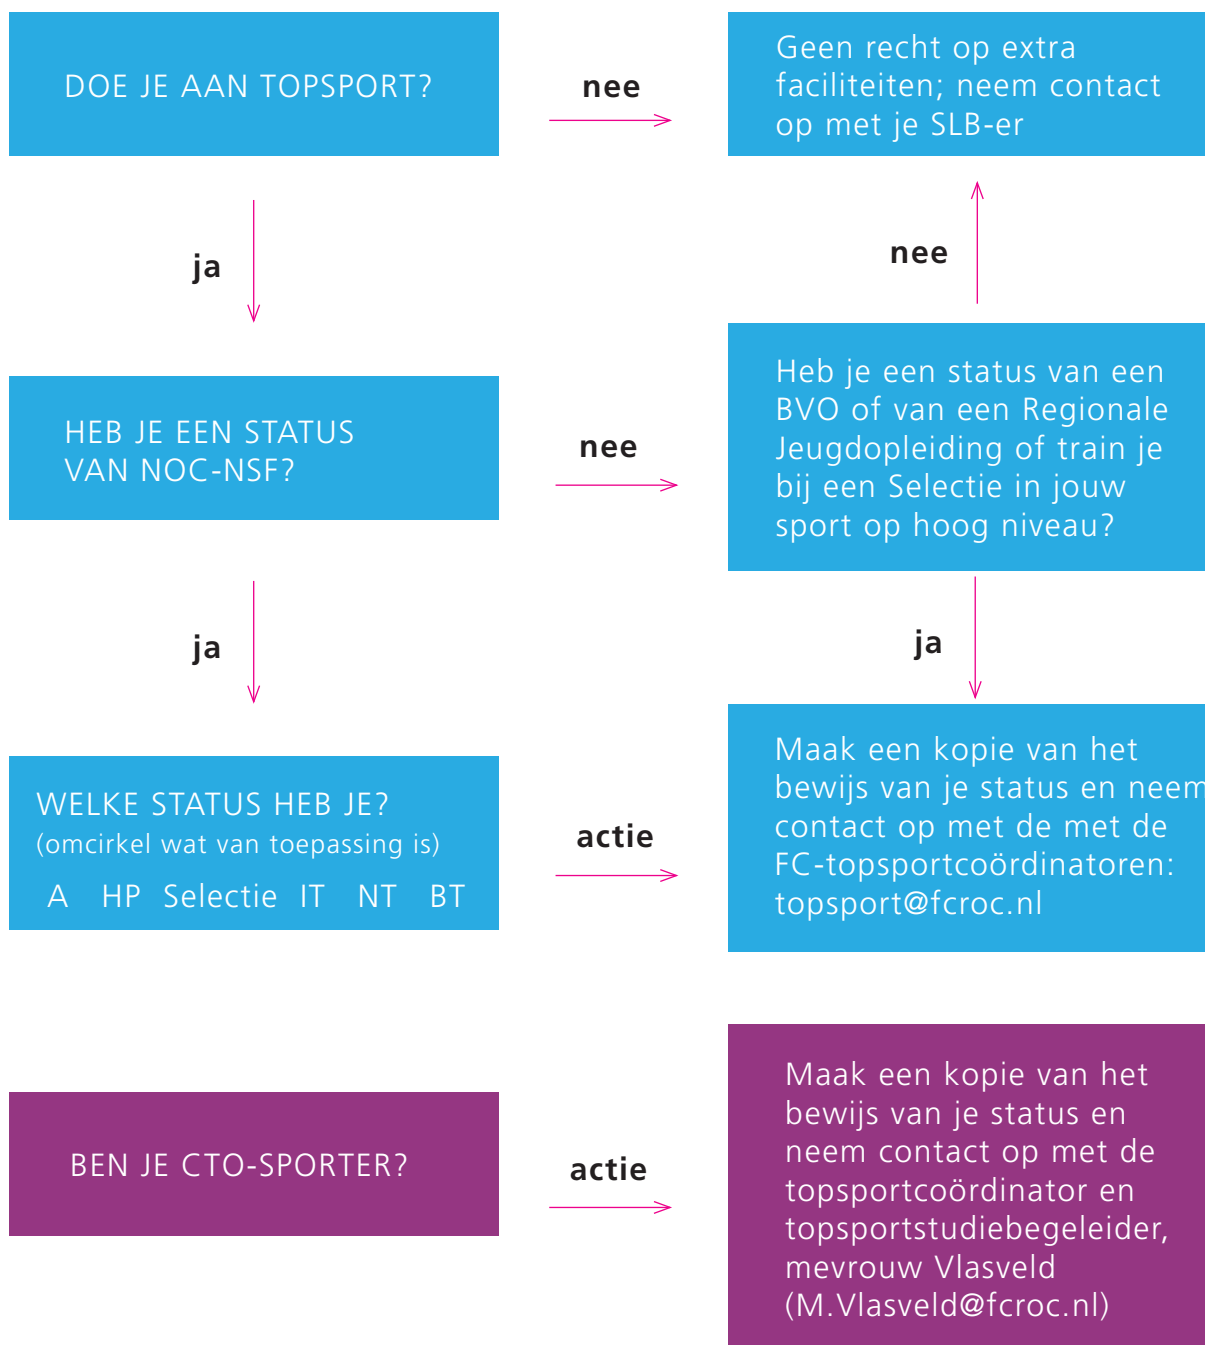 DOE JE AAN TOPSPORT?
nee
Geen recht op extra
faciliteiten; neem contact
op met je SLB-er
ja
nee
HEB JE EEN STATUS
VAN NOC-NSF?
nee
Heb je een status van een
BVO of van een Regionale
Jeugdopleiding of train je
bij een Selectie in jouw
sport op hoog niveau?
ja
ja
WELKE STATUS HEB JE?
(omcirkel wat van toepassing is)
A HP Selectie IT NT BT
actie
Maak een kopie van het
bewijs van je status en neem
contact op met de met de
FC-topsportcoördinatoren:
topsport@fcroc.nl
BEN JE CTO-SPORTER?
actie
Maak een kopie van het
bewijs van je status en
neem contact op met de
topsportcoördinator en
topsportstudiebegeleider,
mevrouw Vlasveld
(M.Vlasveld@fcroc.nl)